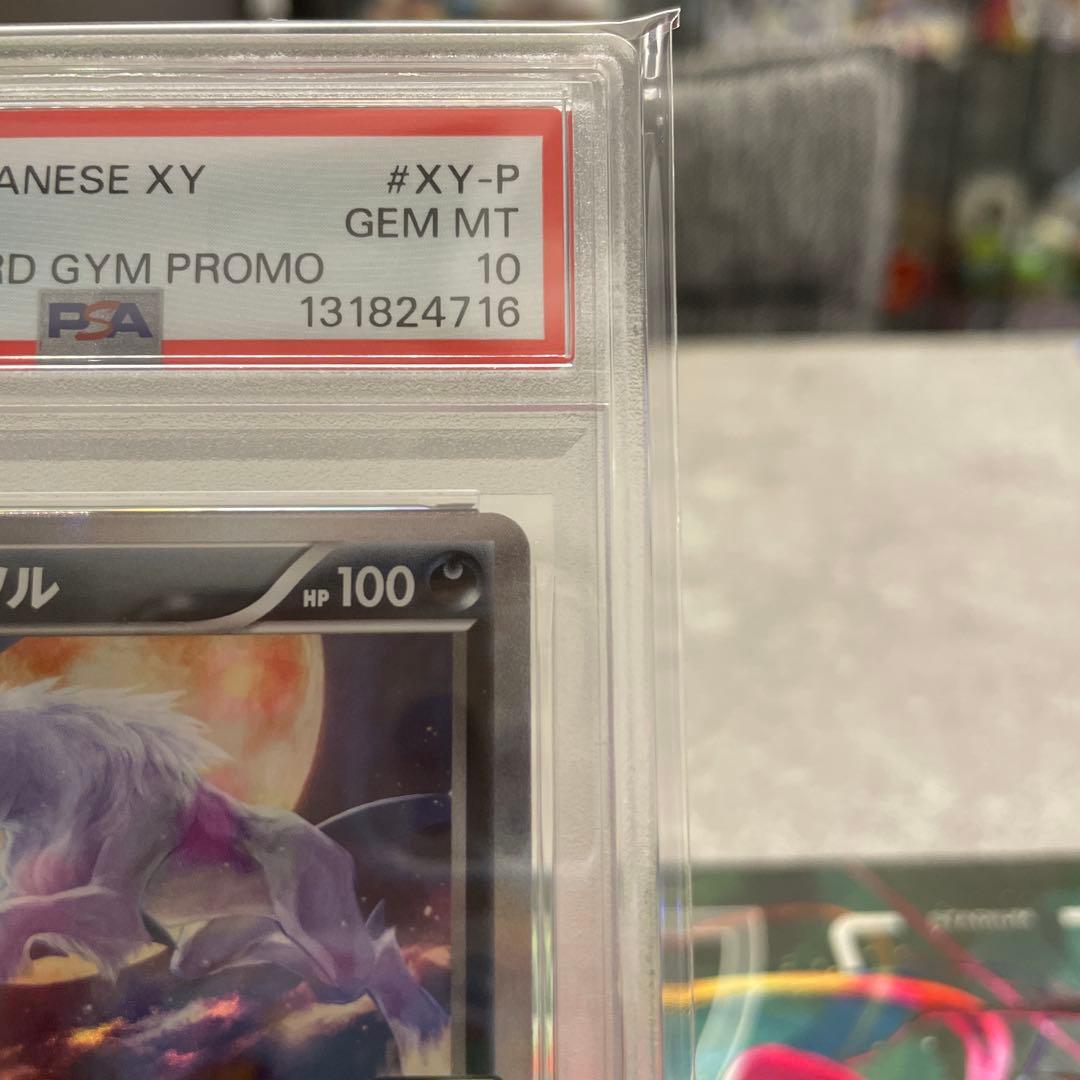 ANESE XY #XY-P
GEM MT
RD GYM PROMO 10
PSA 131824716
ル HP 100